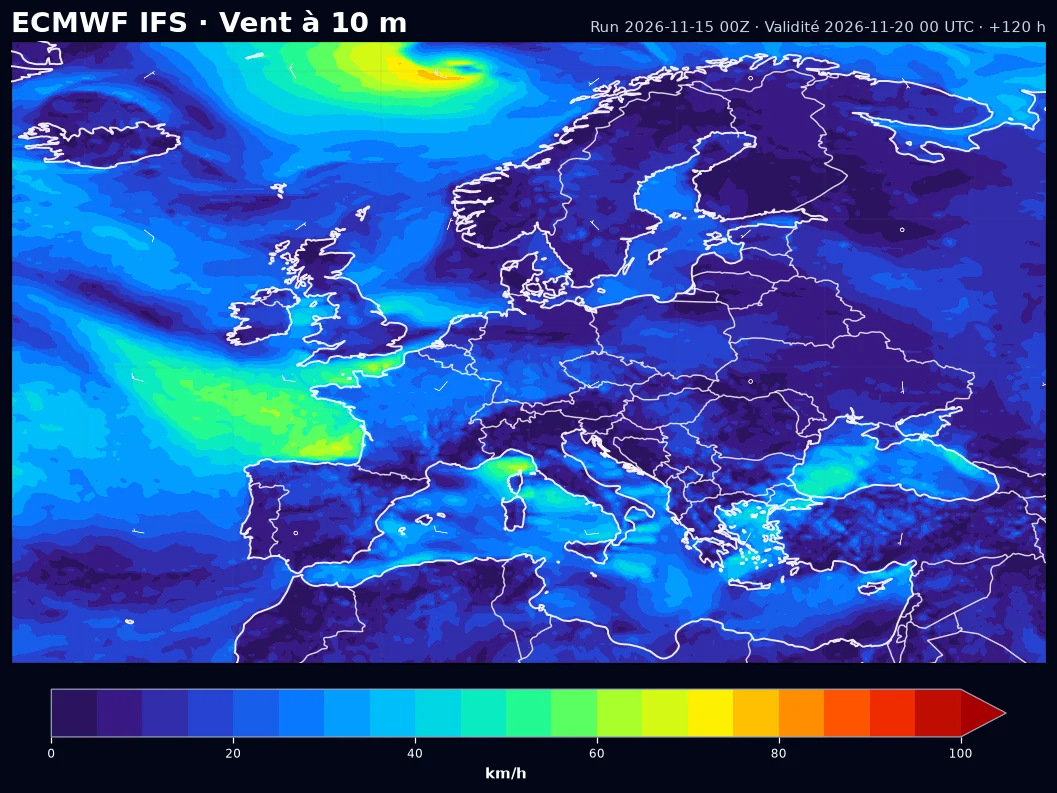 ECMWF IFS · Vent à 10 m
Run 2026-11-15 00Z · Validité 2026-11-20 00 UTC · +120 h
0 20 40 60 80 100
km/h